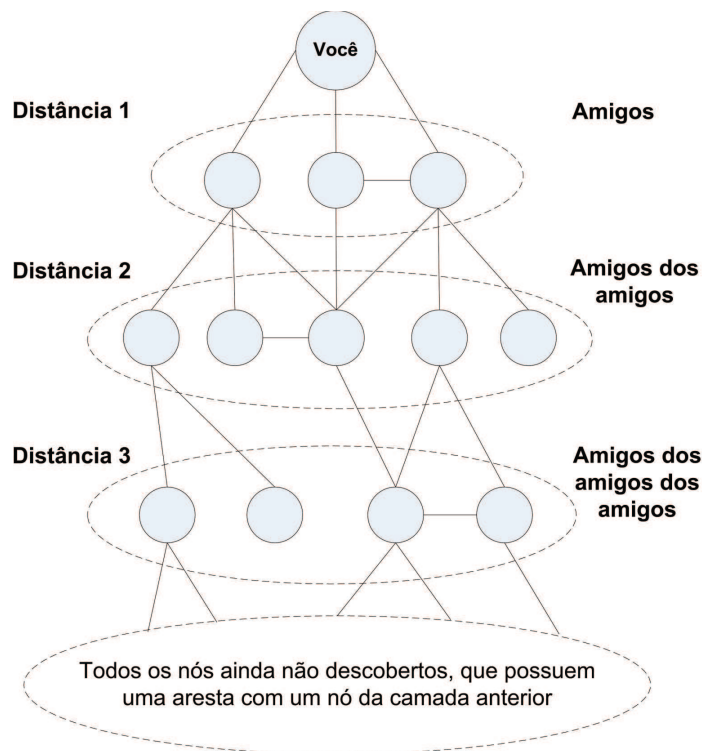 Você
Distância 1
Amigos
Distância 2
Amigos dos
amigos
Distância 3
Amigos dos
amigos dos
amigos
Todos os nós ainda não descobertos, que possuem
uma aresta com um nó da camada anterior